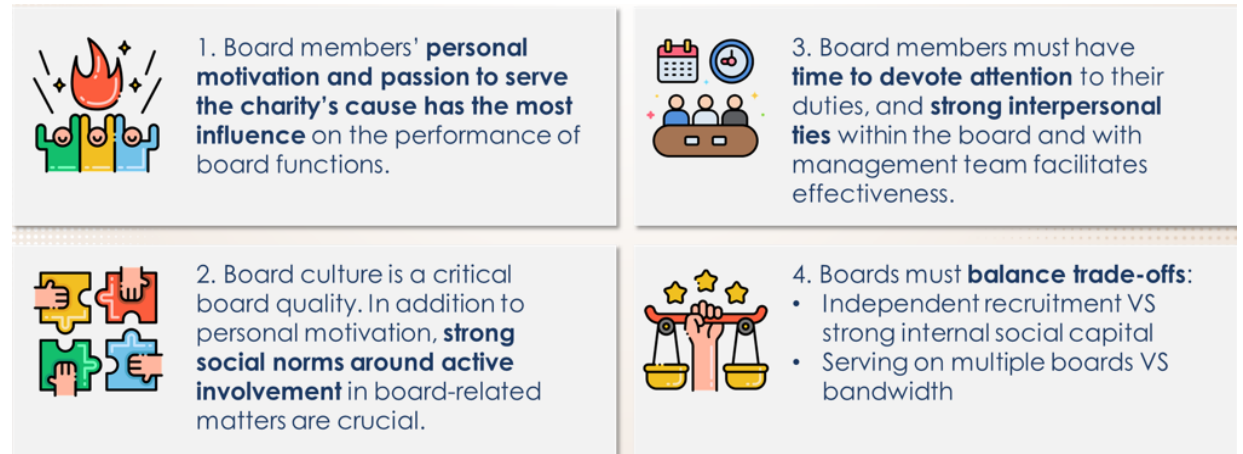 1. Board members’ personal
motivation and passion to serve
the charity’s cause has the most
influence on the performance of
board functions.
2. Board culture is a critical
board quality. In addition to
personal motivation, strong
social norms around active
involvement in board-related
matters are crucial.
3. Board members must have
time to devote attention to their
duties, and strong interpersonal
ties within the board and with
management team facilitates
effectiveness.
4. Boards must balance trade-offs:
• Independent recruitment VS
strong internal social capital
• Serving on multiple boards VS
bandwidth